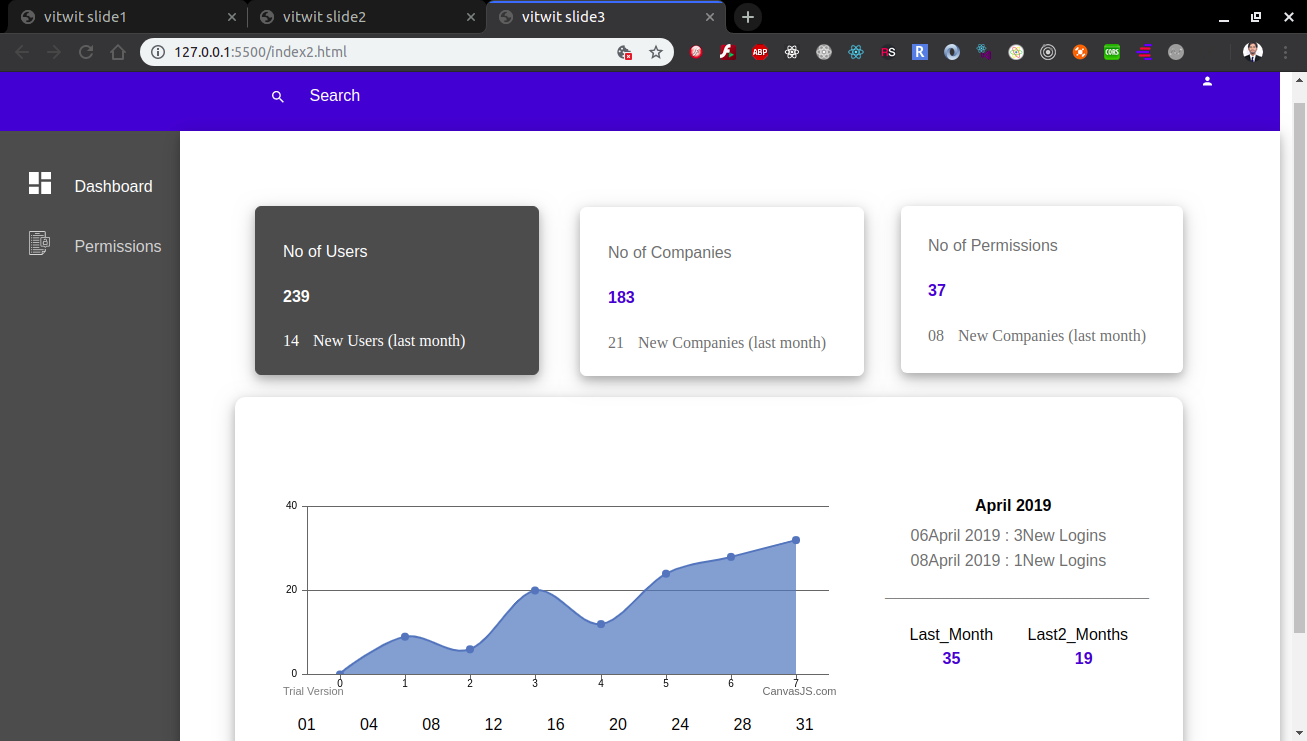 vitwit slide1
vitwit slide2
vitwit slide3
127.0.0.1:5500/index2.html
ABP
RS
R
CORS
Search
Dashboard
Permissions
No of Users
239
14 New Users (last month)
No of Companies
183
21 New Companies (last month)
No of Permissions
37
08 New Companies (last month)
40
20
0
0 1 2 3 4 5 6 7
Trial Version
CanvasJS.com
01 04 08 12 16 20 24 28 31
April 2019
06April 2019 : 3New Logins
08April 2019 : 1New Logins
Last_Month Last2_Months
35 19